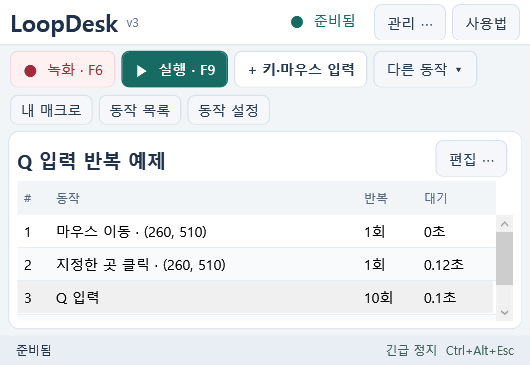 LoopDesk v3 준비됨 관리 ··· 사용법
녹화 · F6 실행 · F9 + 키·마우스 입력 다른 동작
내 매크로 동작 목록 동작 설정
Q 입력 반복 예제 편집 ···
# 동작 반복 대기
1 마우스 이동 · (260, 510) 1회 0초
2 지정한 곳 클릭 · (260, 510) 1회 0.12초
3 Q 입력 10회 0.1초
준비됨 긴급 정지 Ctrl+Alt+Esc